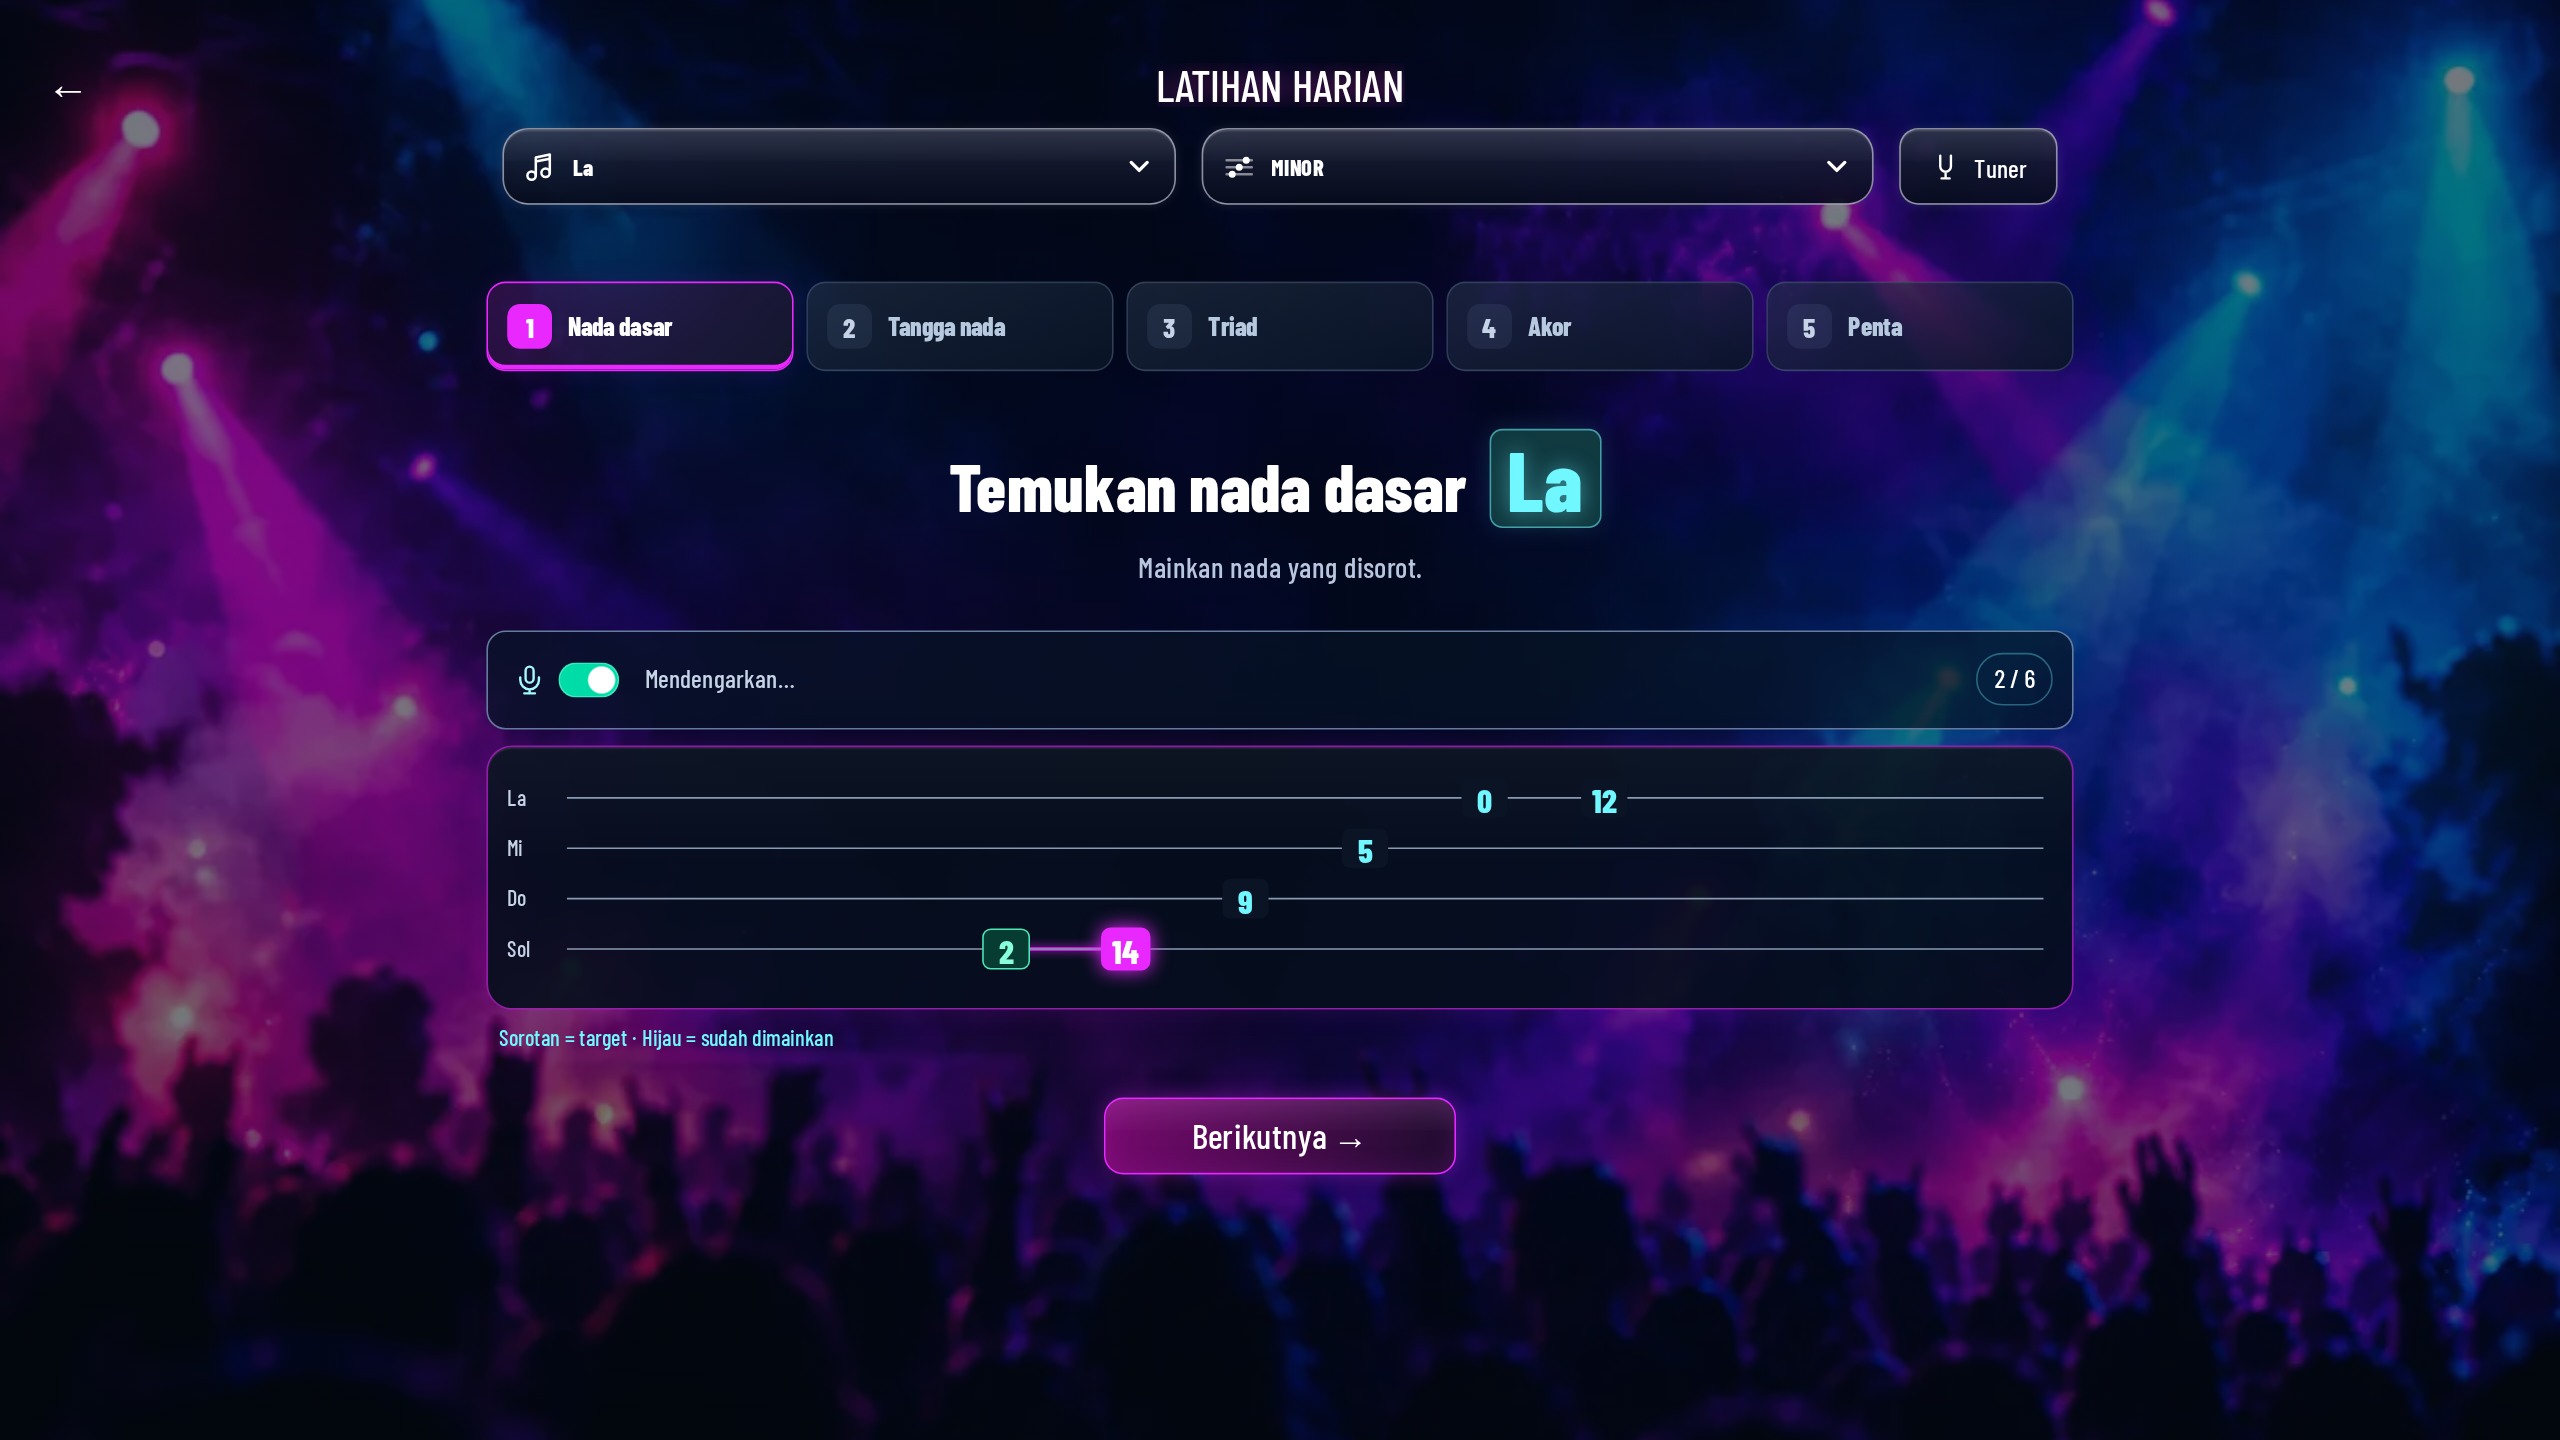 ←
LATIHAN HARIAN
La
MINOR
Tuner
1 Nada dasar
2 Tangga nada
3 Triad
4 Akor
5 Penta
Temukan nada dasar La
Mainkan nada yang disorot.
Mendengarkan...
2 / 6
La 0 12
Mi 5
Do 9
Sol 2 14
Sorotan = target · Hijau = sudah dimainkan
Berikutnya →